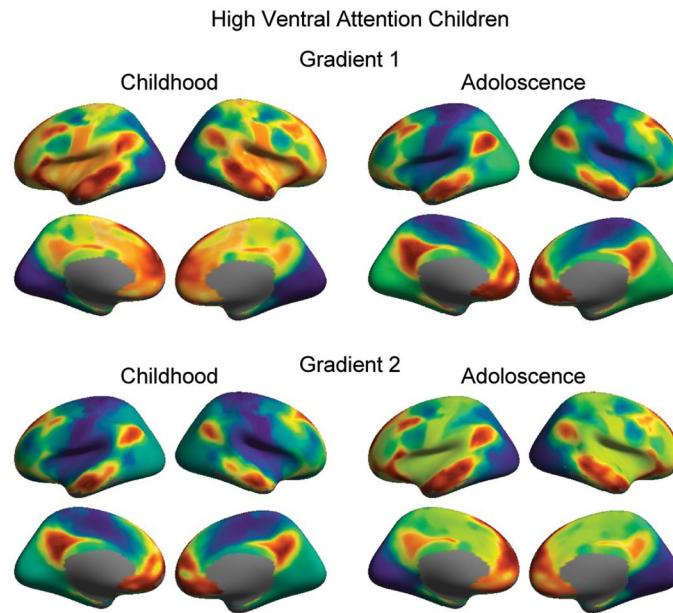 High Ventral Attention Children
Gradient 1
Childhood
Adoloscence
Gradient 2
Childhood
Adoloscence